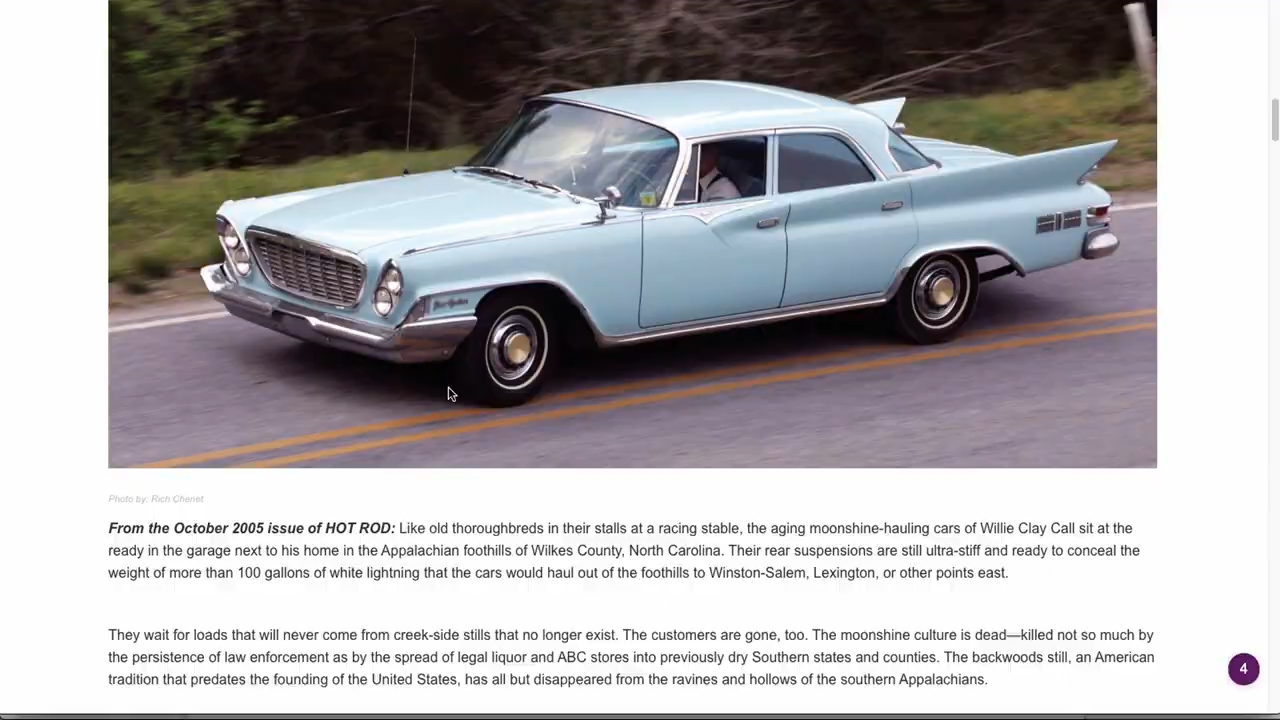 Photo by: Rich Chenet
From the October 2005 issue of HOT ROD: Like old thoroughbreds in their stalls at a racing stable, the aging moonshine-hauling cars of Willie Clay Call sit at the
ready in the garage next to his home in the Appalachian foothills of Wilkes County, North Carolina. Their rear suspensions are still ultra-stiff and ready to conceal the
weight of more than 100 gallons of white lightning that the cars would haul out of the foothills to Winston-Salem, Lexington, or other points east.
They wait for loads that will never come from creek-side stills that no longer exist. The customers are gone, too. The moonshine culture is dead—killed not so much by
the persistence of law enforcement as by the spread of legal liquor and ABC stores into previously dry Southern states and counties. The backwoods still, an American
tradition that predates the founding of the United States, has all but disappeared from the ravines and hollows of the southern Appalachians.
4